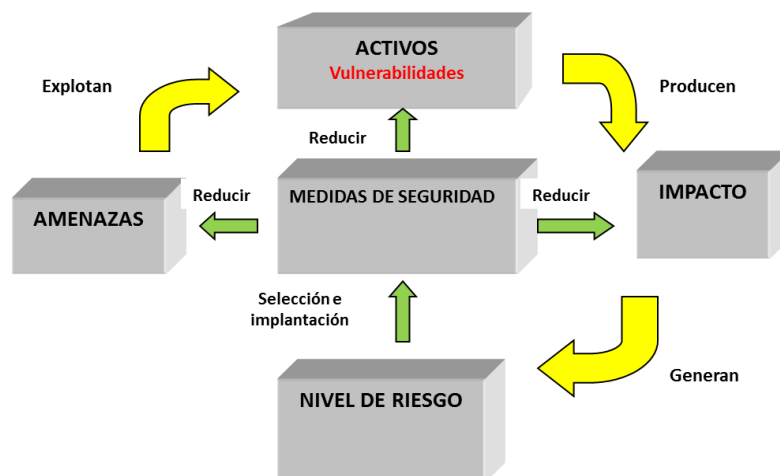 ACTIVOS
Vulnerabilidades
Explotan
Producen
Reducir
AMENAZAS
Reducir
MEDIDAS DE SEGURIDAD
Reducir
IMPACTO
Selección e
implantación
Generan
NIVEL DE RIESGO